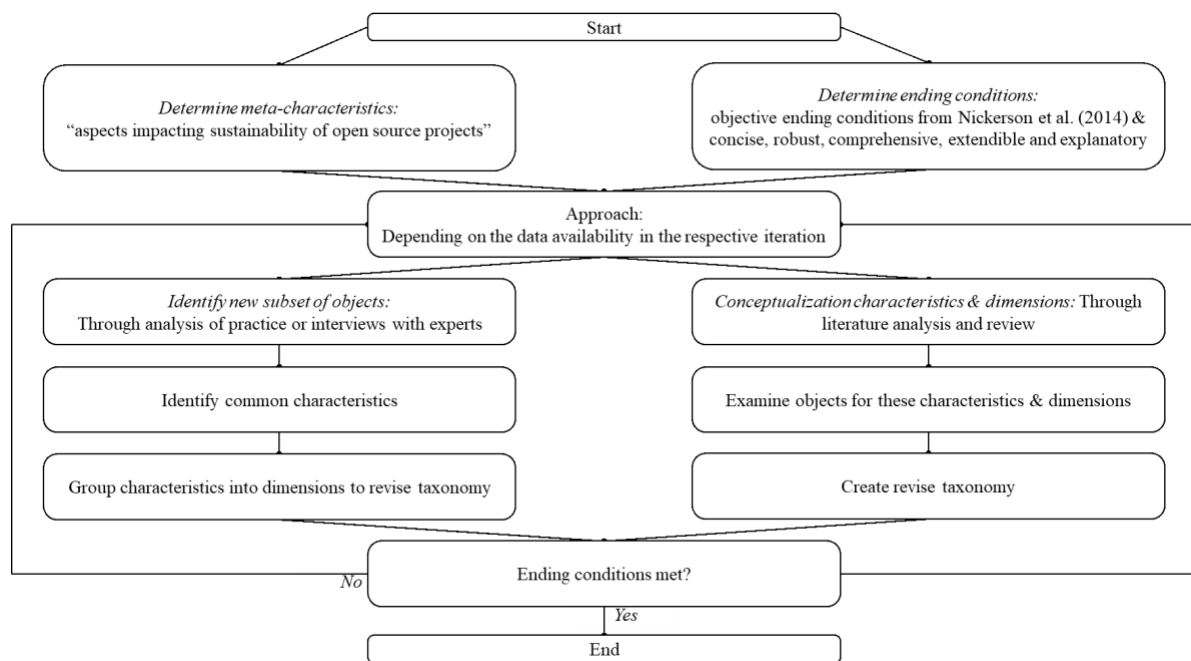 Start
Determine meta-characteristics:
“aspects impacting sustainability of open source projects”
Determine ending conditions:
objective ending conditions from Nickerson et al. (2014) &
concise, robust, comprehensive, extendible and explanatory
Approach:
Depending on the data availability in the respective iteration
Identify new subset of objects:
Through analysis of practice or interviews with experts
Conceptualization characteristics & dimensions: Through
literature analysis and review
Identify common characteristics
Examine objects for these characteristics & dimensions
Group characteristics into dimensions to revise taxonomy
Create revise taxonomy
Ending conditions met?
No
Yes
End